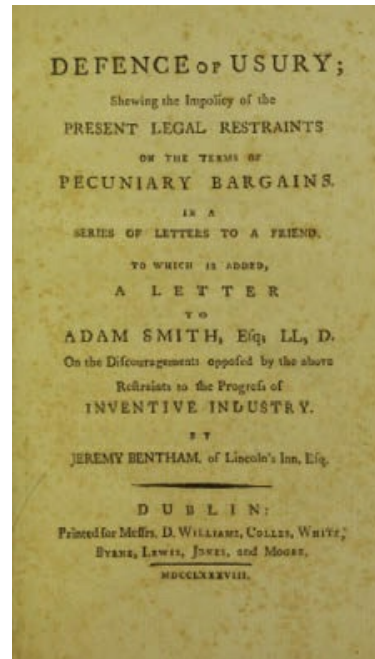 DEFENCE OF USURY;
Shewing the Impolicy of the
PRESENT LEGAL RESTRAINTS
ON THE TERMS OF
PECUNIARY BARGAINS.
IN A
SERIES OF LETTERS TO A FRIEND.
TO WHICH IS ADDED,
A LETTER
TO
ADAM SMITH, Eſq; LL, D.
On the Diſcouragements oppoſed by the above
Reſtraints to the Progreſs of
INVENTIVE INDUSTRY.
BY
JEREMY BENTHAM, of Lincoln's Inn, Eſq.
DUBLIN:
Printed for Meſſrs. D. WILLIAMS, COLLES, WHITE,
BYRNE, LEWIS, JONES, and MOORE.
MDCCLXXXVIII.